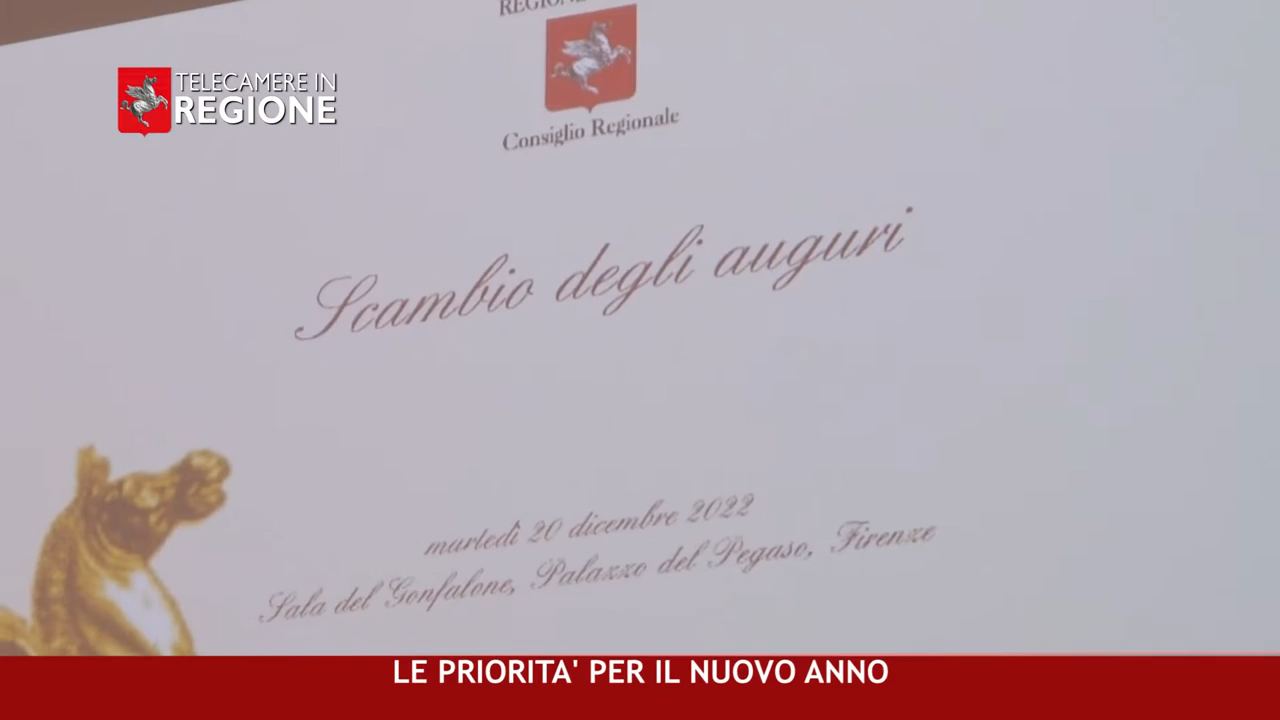 REGIONE
TELECAMERE IN
REGIONE
Consiglio Regionale
Scambio degli auguri
martedì 20 dicembre 2022
Sala del Gonfalone, Palazzo del Pegaso, Firenze
LE PRIORITA' PER IL NUOVO ANNO